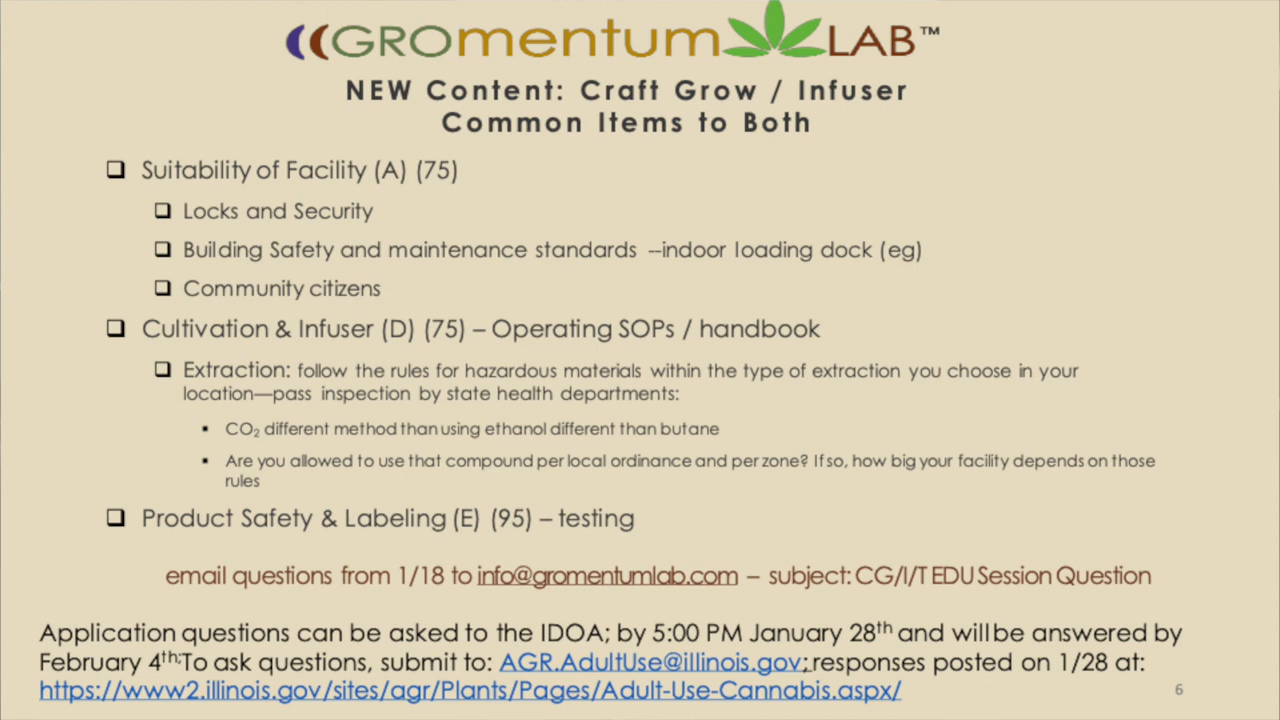 ((GROmentum LAB™
NEW Content: Craft Grow / Infuser
Common Items to Both
❑ Suitability of Facility (A) (75)
❑ Locks and Security
❑ Building Safety and maintenance standards --indoor loading dock (eg)
❑ Community citizens
❑ Cultivation & Infuser (D) (75) – Operating SOPs / handbook
❑ Extraction: follow the rules for hazardous materials within the type of extraction you choose in your
location—pass inspection by state health departments:
▪ CO₂ different method than using ethanol different than butane
▪ Are you allowed to use that compound per local ordinance and per zone? If so, how big your facility depends on those
rules
❑ Product Safety & Labeling (E) (95) – testing
email questions from 1/18 to info@gromentumlab.com – subject: CG/I/T EDU Session Question
Application questions can be asked to the IDOA; by 5:00 PM January 28th and will be answered by
February 4th;To ask questions, submit to: AGR.AdultUse@illinois.gov; responses posted on 1/28 at:
https://www2.illinois.gov/sites/agr/Plants/Pages/Adult-Use-Cannabis.aspx/
6